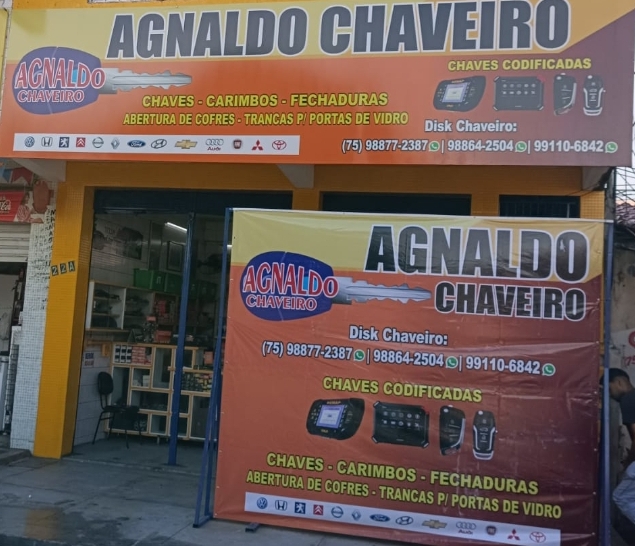 AGNALDO CHAVEIRO
AGNALDO
CHAVEIRO
CHAVES CODIFICADAS
CHAVES - CARIMBOS - FECHADURAS
ABERTURA DE COFRES - TRANCAS P/ PORTAS DE VIDRO
Disk Chaveiro:
(75) 98877-2387 | 98864-2504 | 99110-6842
Audi
22A
AGNALDO
CHAVEIRO
AGNALDO
CHAVEIRO
Disk Chaveiro:
(75) 98877-2387 | 98864-2504 | 99110-6842
CHAVES CODIFICADAS
CHAVES - CARIMBOS - FECHADURAS
ABERTURA DE COFRES - TRANCAS P/ PORTAS DE VIDRO